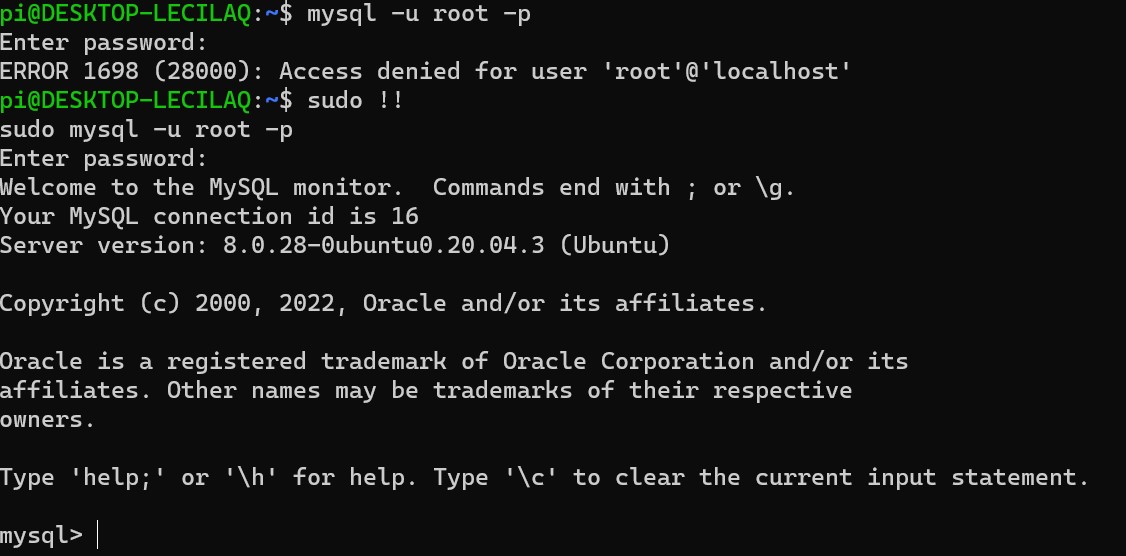 pi@DESKTOP-LECILAQ:~$ mysql -u root -p
Enter password:
ERROR 1698 (28000): Access denied for user 'root'@'localhost'
pi@DESKTOP-LECILAQ:~$ sudo !!
sudo mysql -u root -p
Enter password:
Welcome to the MySQL monitor.  Commands end with ; or \g.
Your MySQL connection id is 16
Server version: 8.0.28-0ubuntu0.20.04.3 (Ubuntu)

Copyright (c) 2000, 2022, Oracle and/or its affiliates.

Oracle is a registered trademark of Oracle Corporation and/or its
affiliates. Other names may be trademarks of their respective
owners.

Type 'help;' or '\h' for help. Type '\c' to clear the current input statement.

mysql>